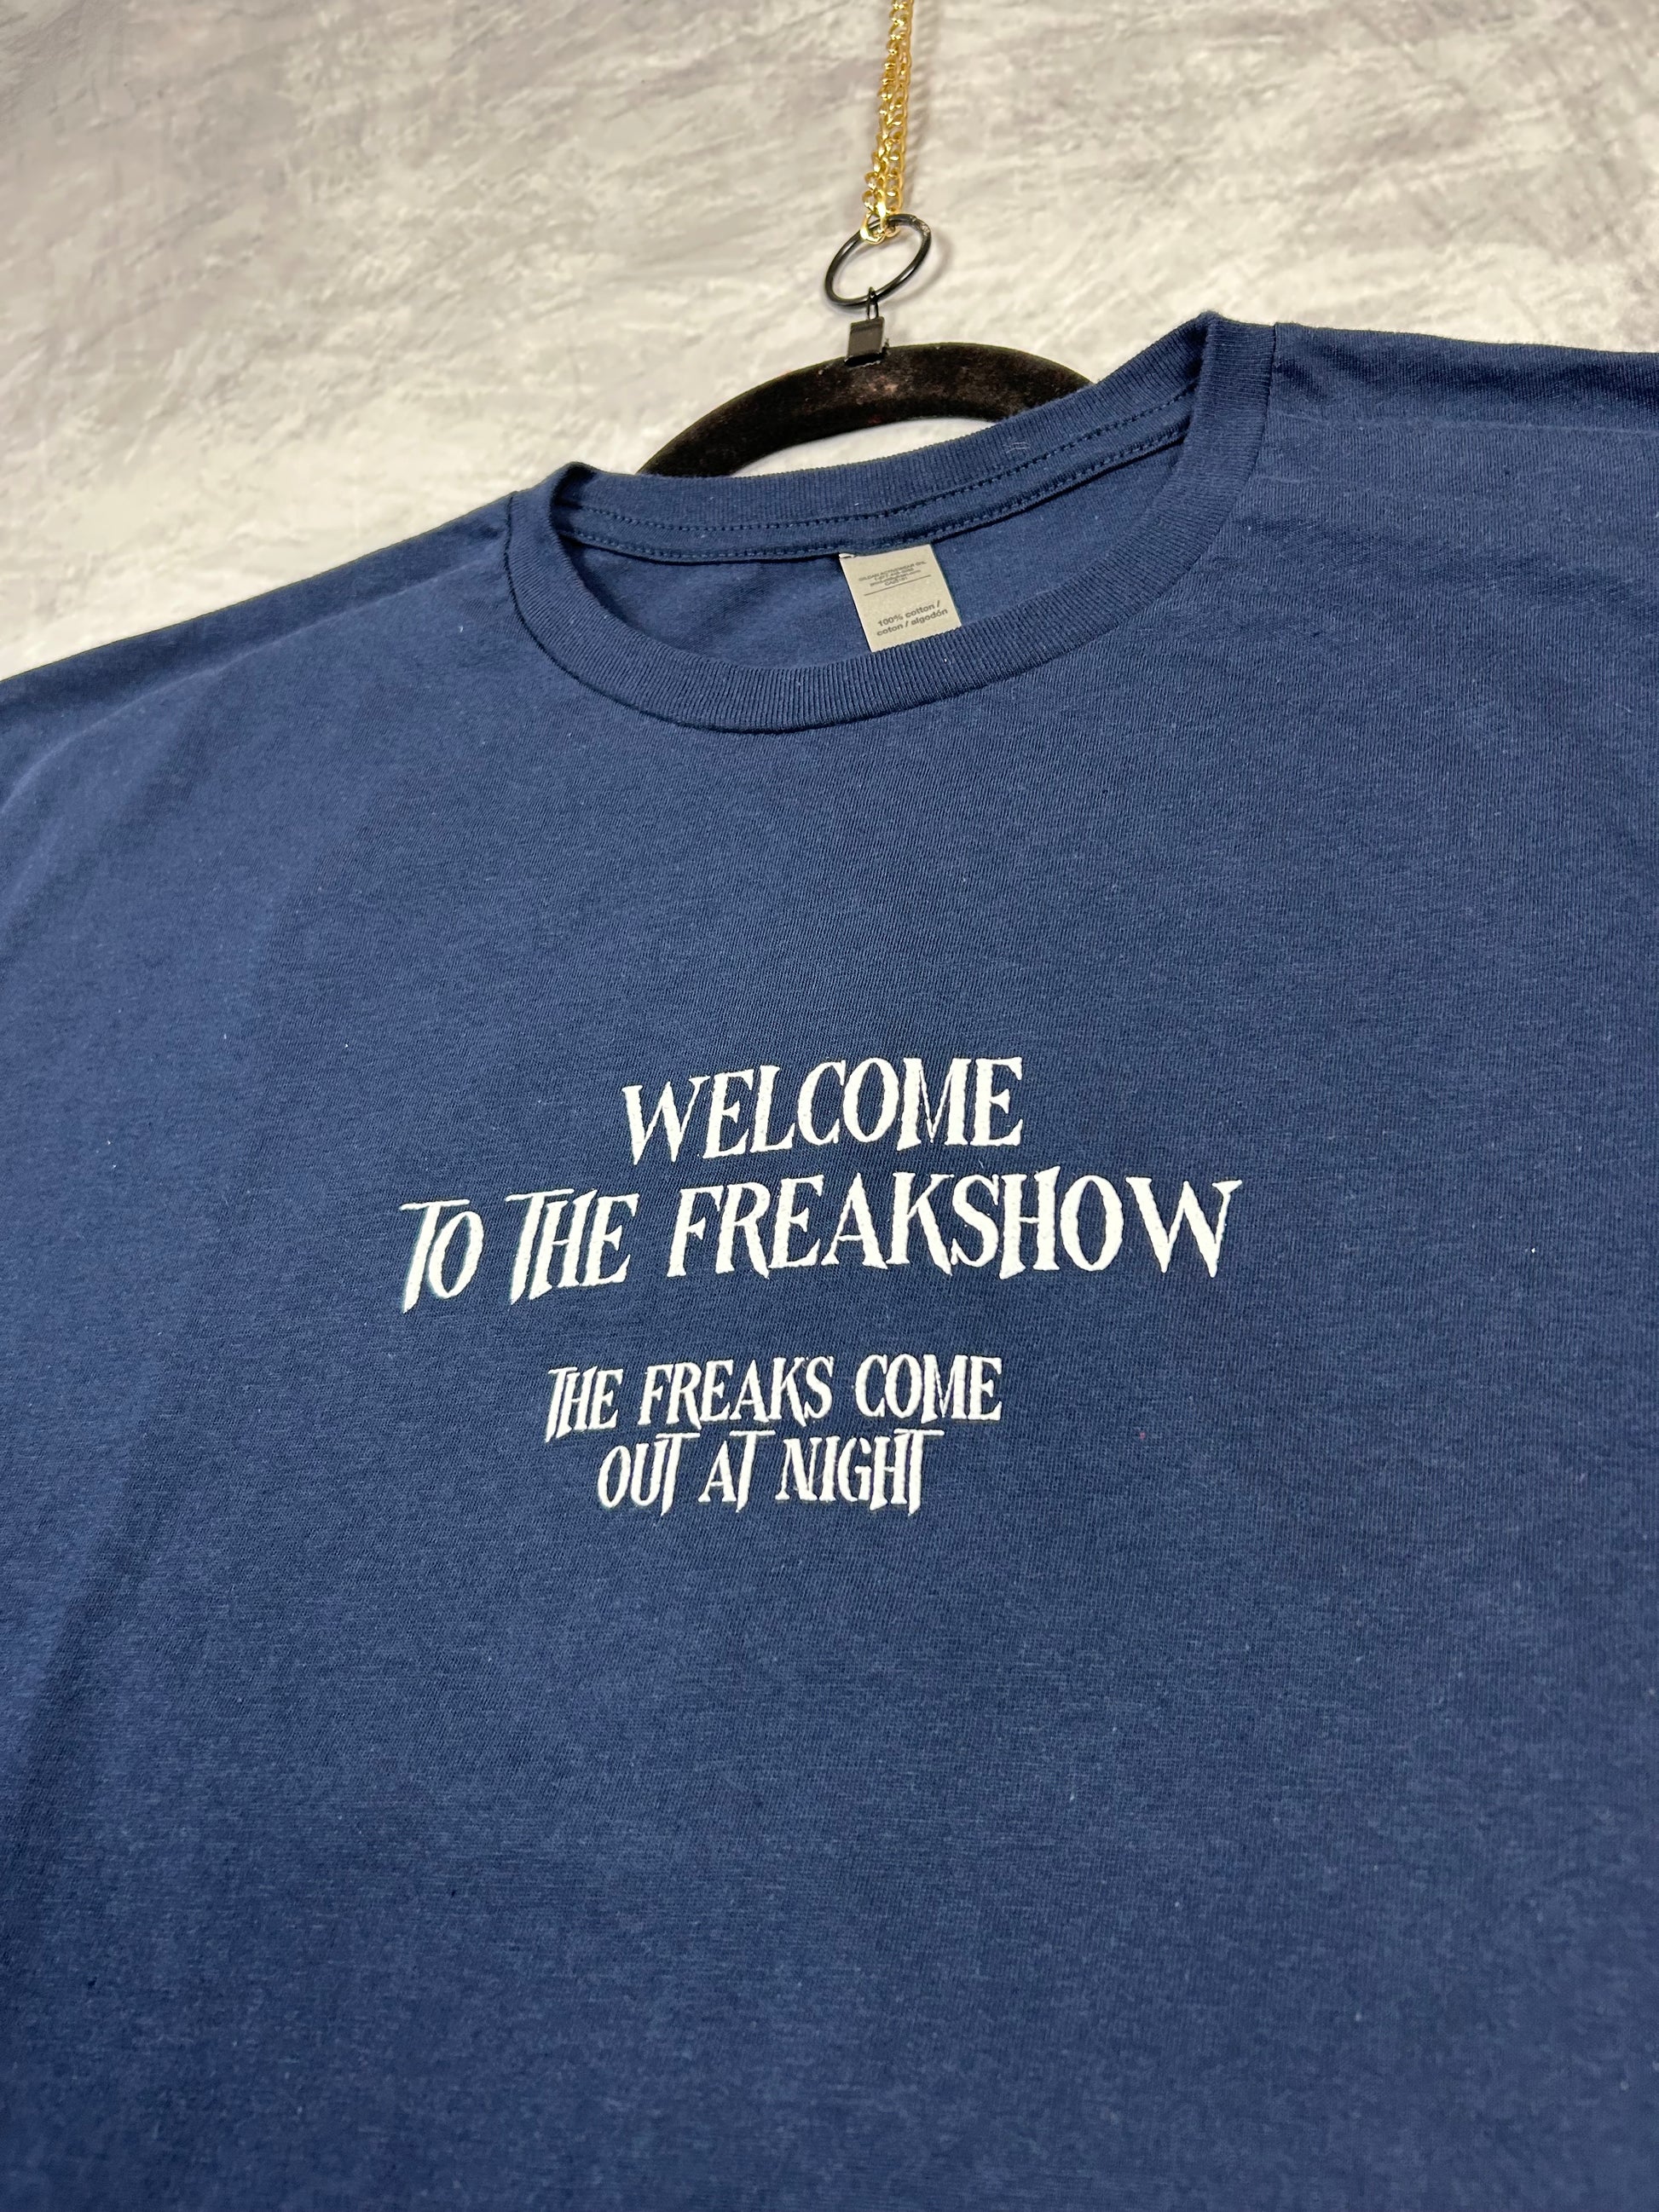 100% cotton /
coton / algodón
WELCOME
TO THE FREAKSHOW
THE FREAKS COME
OUT AT NIGHT